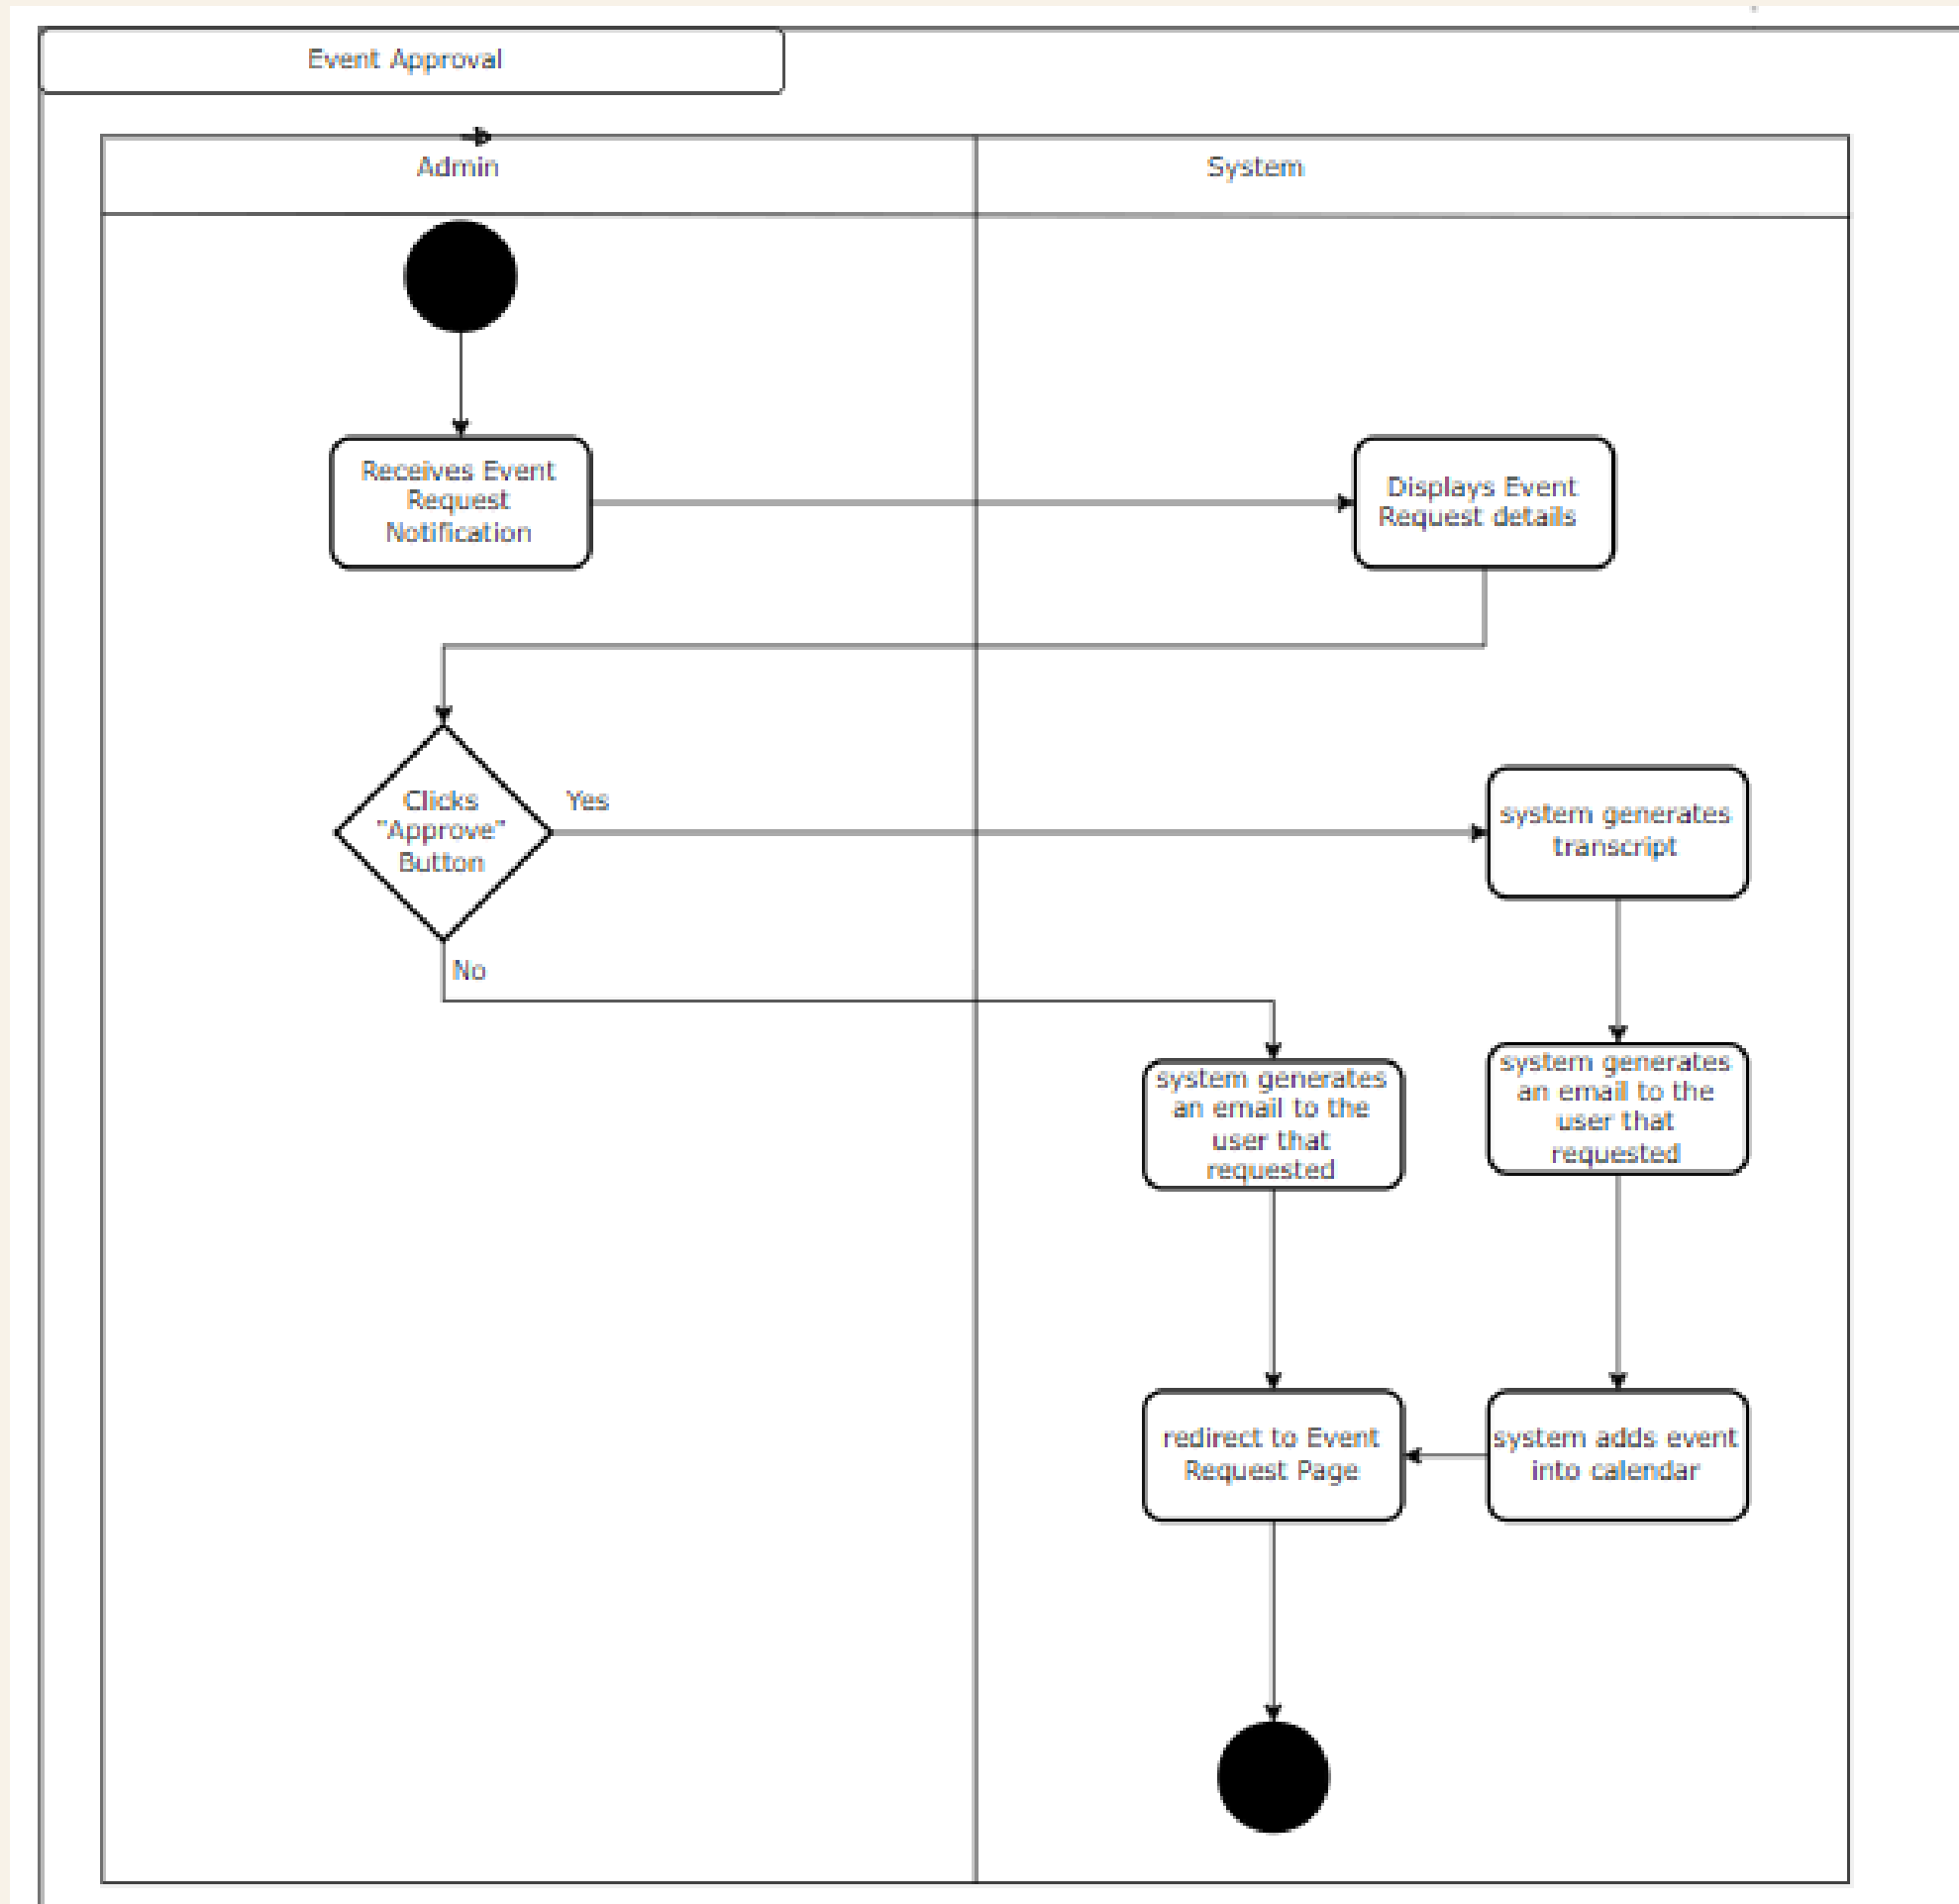 Event Approval
Admin
System
Receives Event
Request
Notification
Displays Event
Request details
Clicks
"Approve"
Button
Yes
system generates
transcript
No
system generates
an email to the
user that
requested
system generates
an email to the
user that
requested
redirect to Event
Request Page
system adds event
into calendar